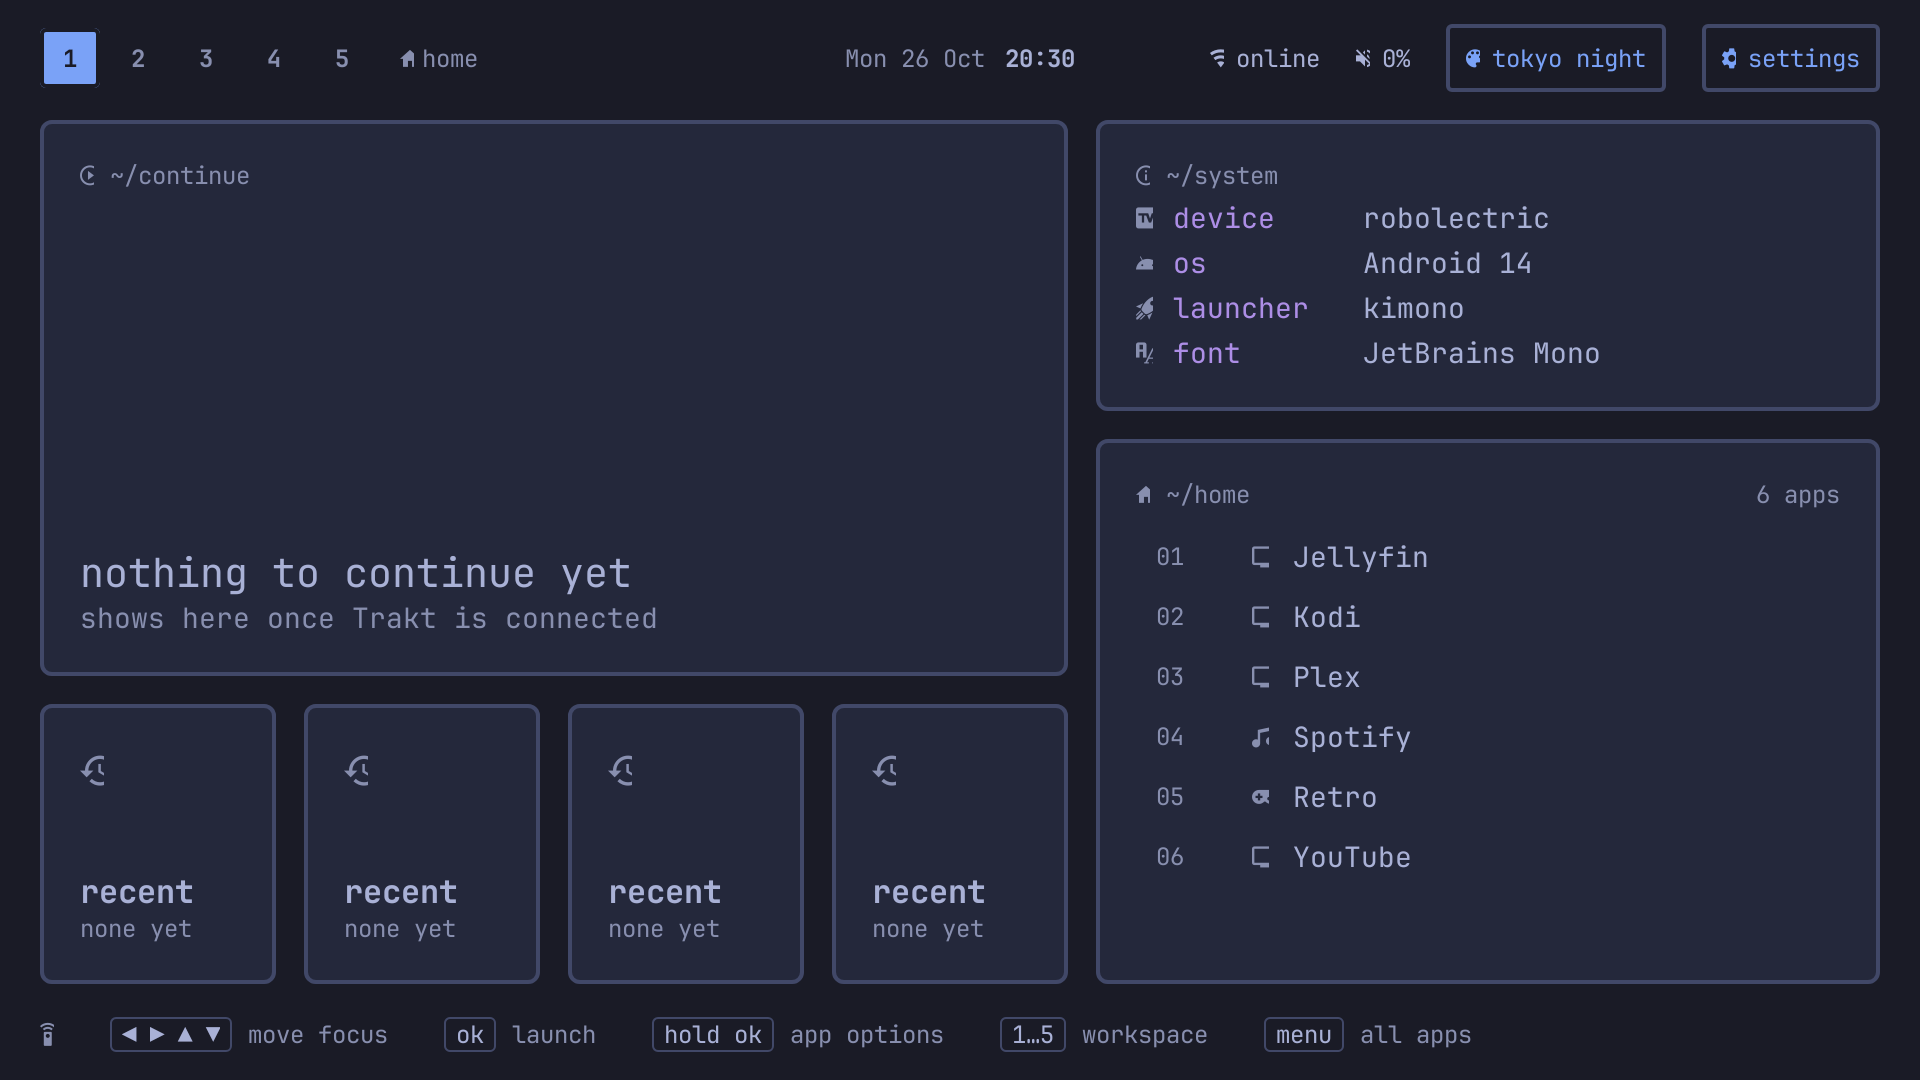 1 2 3 4 5 home
Mon 26 Oct 20:30
online 0% tokyo night settings
~/continue
nothing to continue yet
shows here once Trakt is connected
recent
none yet
recent
none yet
recent
none yet
recent
none yet
~/system
device robolectric
os Android 14
launcher kimono
font JetBrains Mono
~/home 6 apps
01 Jellyfin
02 Kodi
03 Plex
04 Spotify
05 Retro
06 YouTube
◀ ▶ ▲ ▼ move focus ok launch hold ok app options 1…5 workspace menu all apps